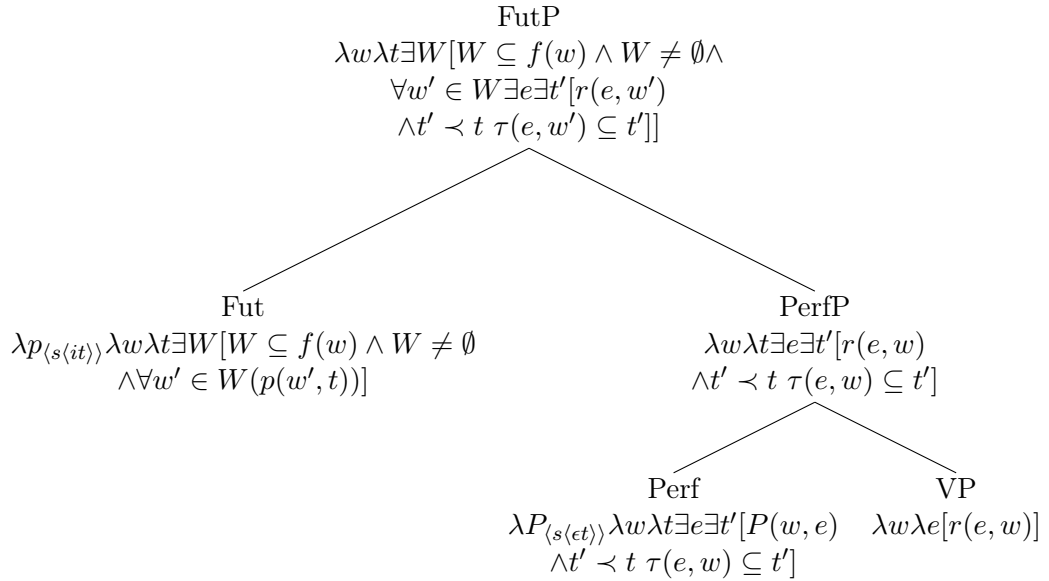 FutP
λwλt∃W[W ⊆ f(w) ∧ W ≠ ∅∧
∀w′ ∈ W∃e∃t′[r(e, w′)
∧t′ ≺ t τ(e, w′) ⊆ t′]]
Fut
λp⟨s⟨it⟩⟩λwλt∃W[W ⊆ f(w) ∧ W ≠ ∅
∧∀w′ ∈ W(p(w′, t))]
PerfP
λwλt∃e∃t′[r(e, w)
∧t′ ≺ t τ(e, w) ⊆ t′]
Perf
λP⟨s⟨ϵt⟩⟩λwλt∃e∃t′[P(w, e)
∧t′ ≺ t τ(e, w) ⊆ t′]
VP
λwλe[r(e, w)]